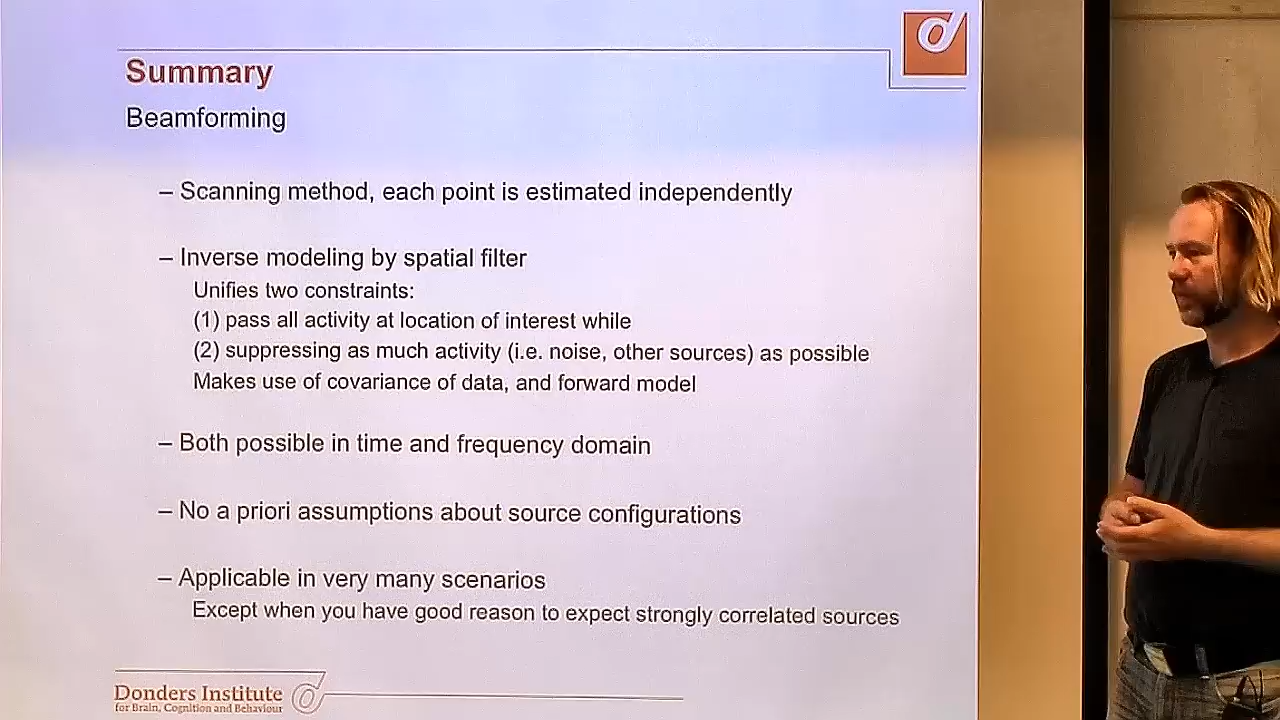 Summary
Beamforming
– Scanning method, each point is estimated independently
– Inverse modeling by spatial filter
Unifies two constraints:
(1) pass all activity at location of interest while
(2) suppressing as much activity (i.e. noise, other sources) as possible
Makes use of covariance of data, and forward model
– Both possible in time and frequency domain
– No a priori assumptions about source configurations
– Applicable in very many scenarios
Except when you have good reason to expect strongly correlated sources
Donders Institute
for Brain, Cognition and Behaviour